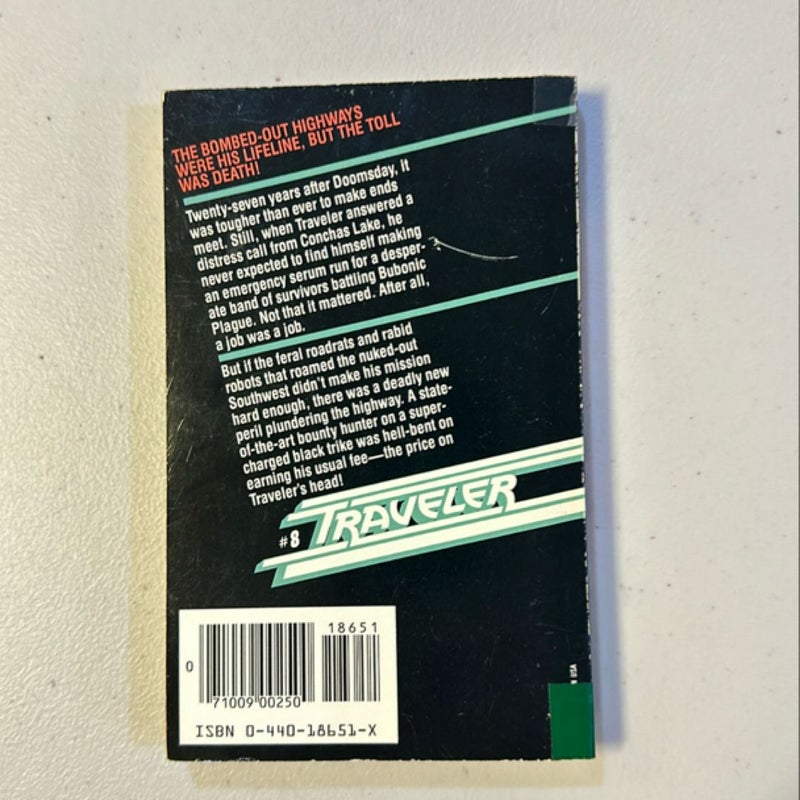 THE BOMBED-OUT HIGHWAYS
WERE HIS LIFELINE, BUT THE TOLL
WAS DEATH!
Twenty-seven years after Doomsday, it
was tougher than ever to make ends
meet. Still, when Traveler answered a
distress call from Conchas Lake, he
never expected to find himself making
an emergency serum run for a desper-
ate band of survivors battling Bubonic
Plague. Not that it mattered. After all,
a job was a job.
But if the feral roadrats and rabid
robots that roamed the nuked-out
Southwest didn't make his mission
hard enough, there was a deadly new
peril plundering the highway. A state-
of-the-art bounty hunter on a super-
charged black trike was hell-bent on
earning his usual fee—the price on
Traveler's head!
#8 TRAVELER
18651
0
71009 00250
ISBN 0-440-18651-X
USA